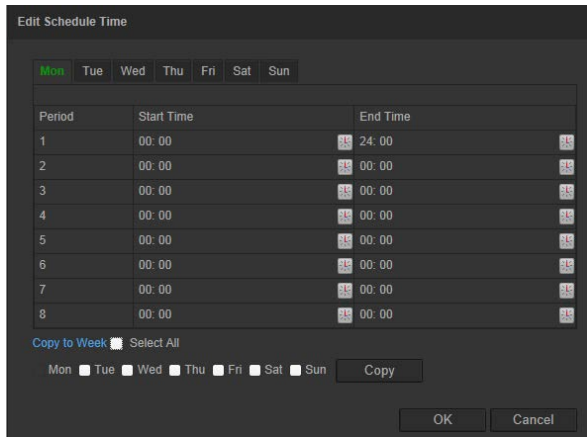 Edit Schedule Time
Mon Tue Wed Thu Fri Sat Sun
Period Start Time End Time
1 00: 00 24: 00
2 00: 00 00: 00
3 00: 00 00: 00
4 00: 00 00: 00
5 00: 00 00: 00
6 00: 00 00: 00
7 00: 00 00: 00
8 00: 00 00: 00
Copy to Week Select All
Mon Tue Wed Thu Fri Sat Sun Copy
OK Cancel